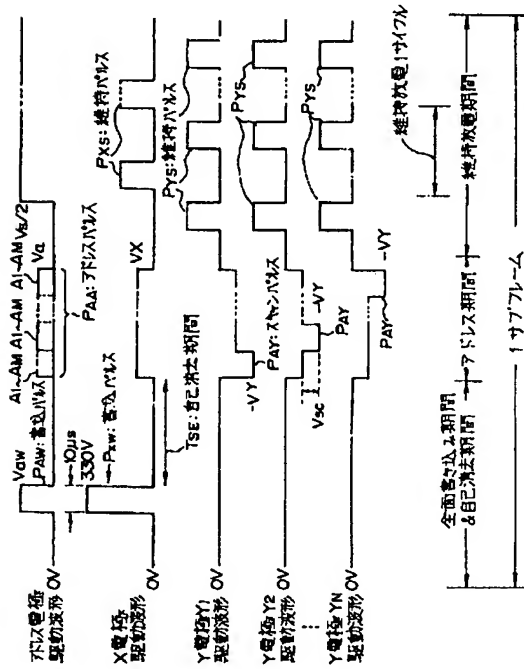 アドレス電極
駆動波形
0V
Vaw
PAW:書込パルス
A1~AM
A1~AM
A1~AM
Va
Vs/2
PAA:アドレスパルス
10μs
330V
PXW:書込パルス
X電極
駆動波形
0V
VX
PXS:維持パルス
TSE:自己消去期間
Y電極Y1
駆動波形
0V
-VY
PAY:スキャンパルス
PYS:維持パルス
Y電極Y2
駆動波形
0V
VSC
PAY
-VY
PYS
Y電極YN
駆動波形
0V
PAY
-VY
PYS
維持放電1サイクル
全面書き込み期間
&自己消去期間
アドレス期間
維持放電期間
1サブフレーム